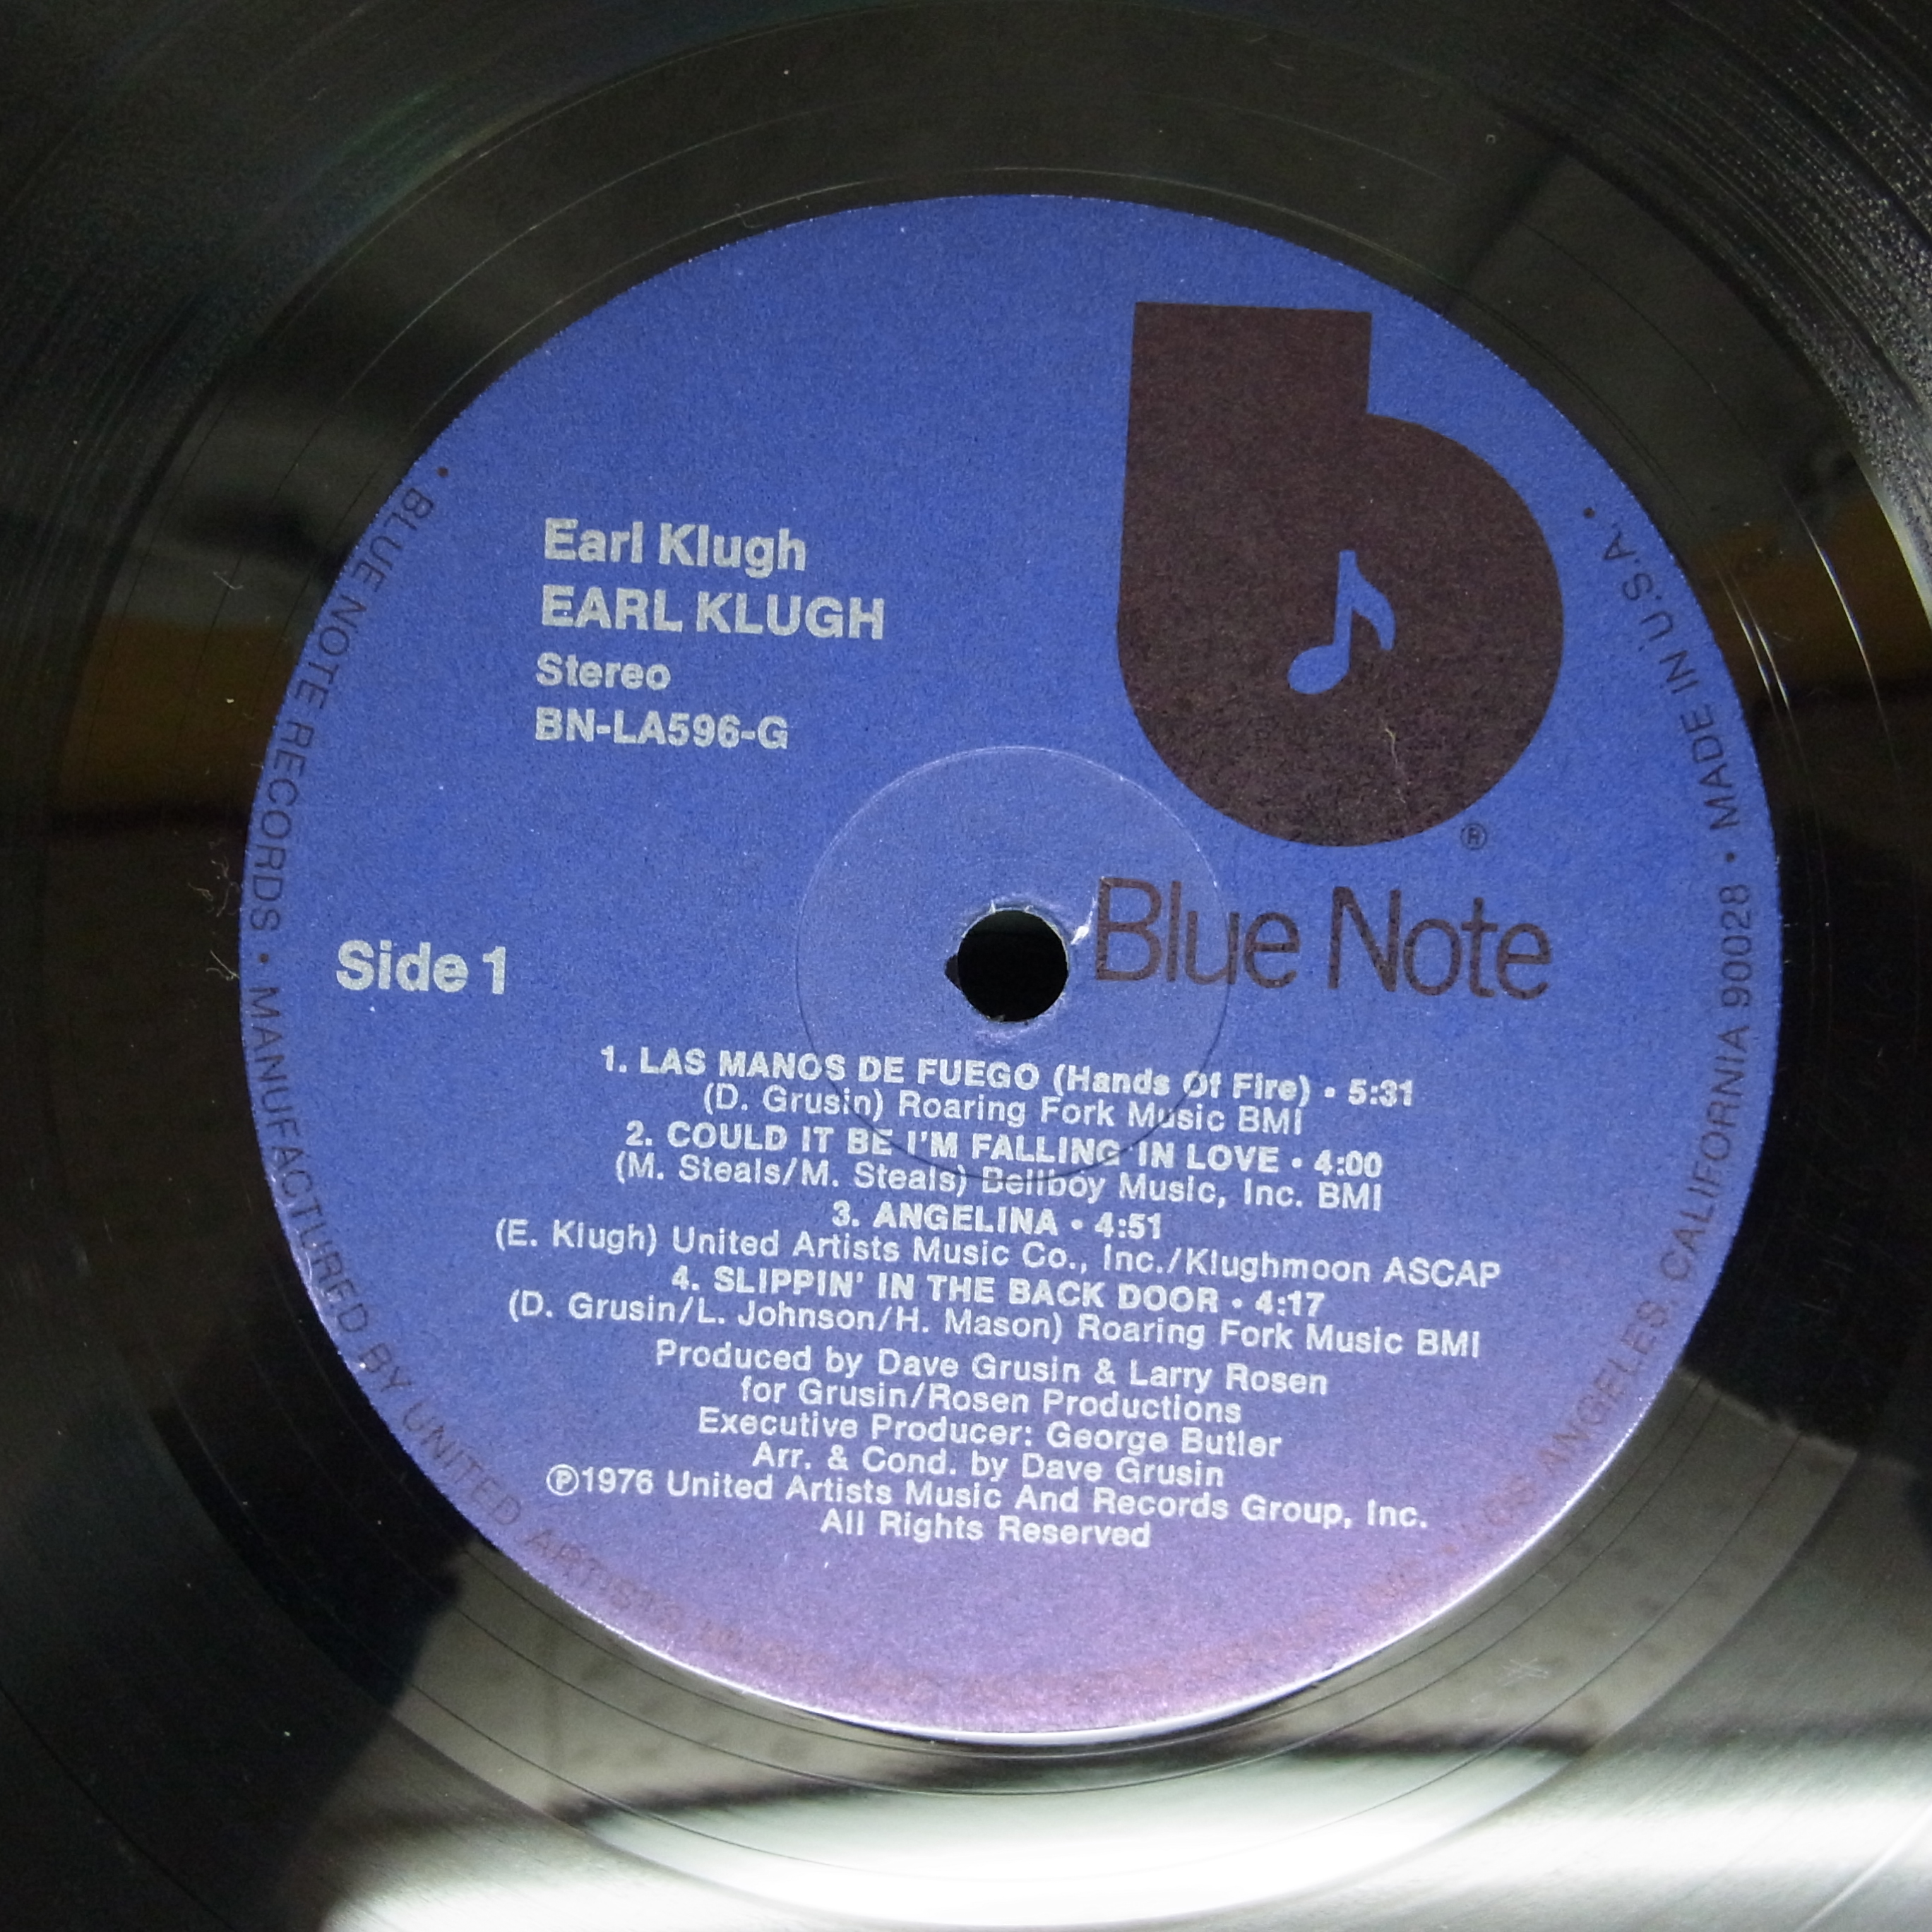 Earl Klugh
EARL KLUGH
Stereo
BN-LA596-G
®
Blue Note
Side 1
1. LAS MANOS DE FUEGO (Hands Of Fire) • 5:31
(D. Grusin) Roaring Fork Music BMI
2. COULD IT BE I'M FALLING IN LOVE • 4:00
(M. Steals/M. Steals) Bellboy Music, Inc. BMI
3. ANGELINA • 4:51
(E. Klugh) United Artists Music Co., Inc./Klughmoon ASCAP
4. SLIPPIN' IN THE BACK DOOR • 4:17
(D. Grusin/L. Johnson/H. Mason) Roaring Fork Music BMI
Produced by Dave Grusin & Larry Rosen
for Grusin/Rosen Productions
Executive Producer: George Butler
Arr. & Cond. by Dave Grusin
℗1976 United Artists Music And Records Group, Inc.
All Rights Reserved
• BLUE NOTE RECORDS • MANUFACTURED BY UNITED ARTISTS LOS ANGELES, CALIFORNIA 90028 • MADE IN U.S.A. •